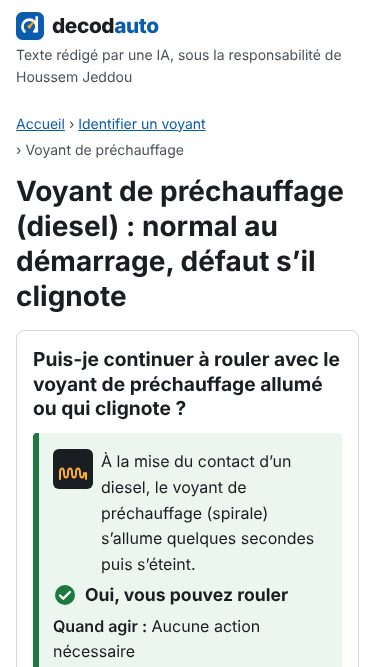 decodauto
Texte rédigé par une IA, sous la responsabilité de
Houssem Jeddou
Accueil › Identifier un voyant
› Voyant de préchauffage
Voyant de préchauffage
(diesel) : normal au
démarrage, défaut s’il
clignote
Puis-je continuer à rouler avec le
voyant de préchauffage allumé
ou qui clignote ?
À la mise du contact d’un
diesel, le voyant de
préchauffage (spirale)
s’allume quelques secondes
puis s’éteint.
Oui, vous pouvez rouler
Quand agir : Aucune action
nécessaire